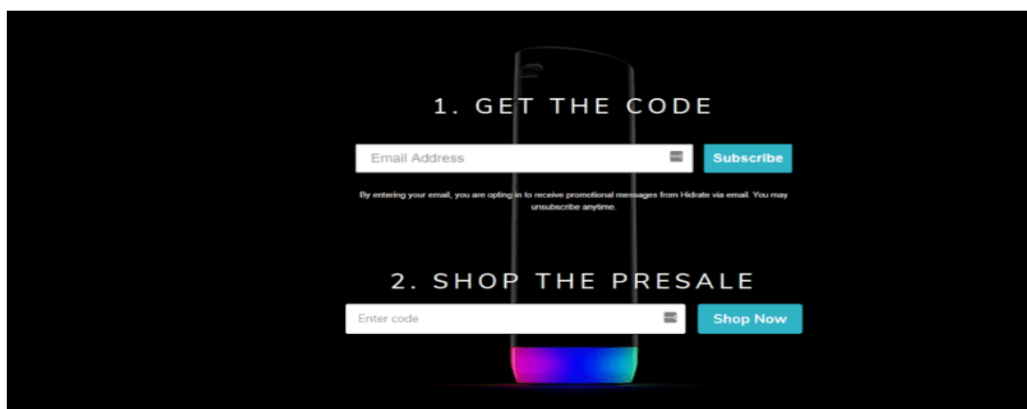 1. GET THE CODE
Email Address
Subscribe
By entering your email, you are opting in to receive promotional messages from Hidrate via email. You may
unsubscribe anytime.
2. SHOP THE PRESALE
Enter code
Shop Now